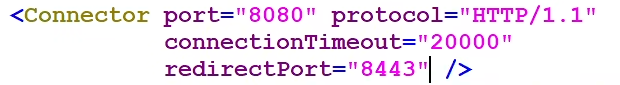 <Connector port="8080" protocol="HTTP/1.1"
connectionTimeout="20000"
redirectPort="8443" />